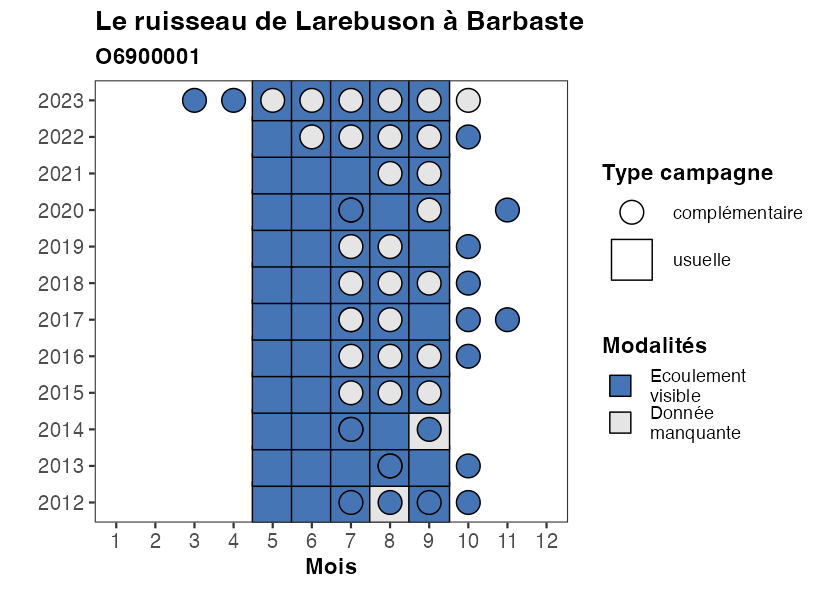 Le ruisseau de Larebuson à Barbaste
O6900001
2023
2022
2021
2020
2019
2018
2017
2016
2015
2014
2013
2012
1 2 3 4 5 6 7 8 9 10 11 12
Mois
Type campagne
complémentaire
usuelle
Modalités
Ecoulement
visible
Donnée
manquante